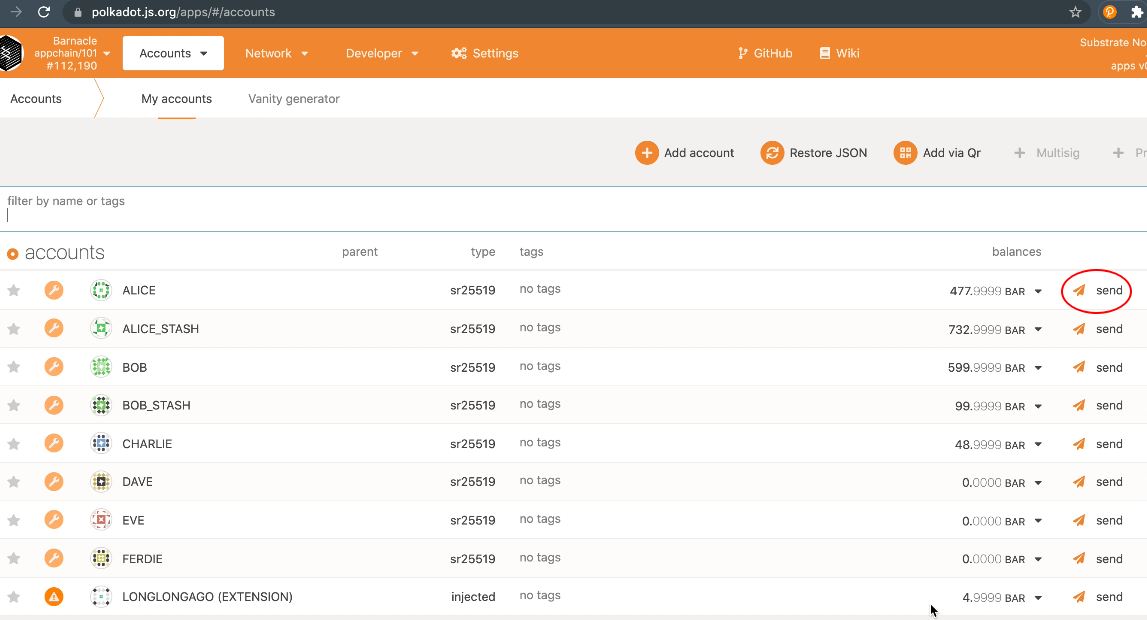 polkadot.js.org/apps/#/accounts
Barnacle
appchain/101
#112,190
Accounts
Network
Developer
Settings
GitHub
Wiki
Substrate No
apps v
Accounts
My accounts
Vanity generator
Add account
Restore JSON
Add via Qr
Multisig
Pr
filter by name or tags
accounts parent type tags balances
ALICE sr25519 no tags 477.9999 BAR send
ALICE_STASH sr25519 no tags 732.9999 BAR send
BOB sr25519 no tags 599.9999 BAR send
BOB_STASH sr25519 no tags 99.9999 BAR send
CHARLIE sr25519 no tags 48.9999 BAR send
DAVE sr25519 no tags 0.0000 BAR send
EVE sr25519 no tags 0.0000 BAR send
FERDIE sr25519 no tags 0.0000 BAR send
LONGLONGAGO (EXTENSION) injected no tags 4.9999 BAR send